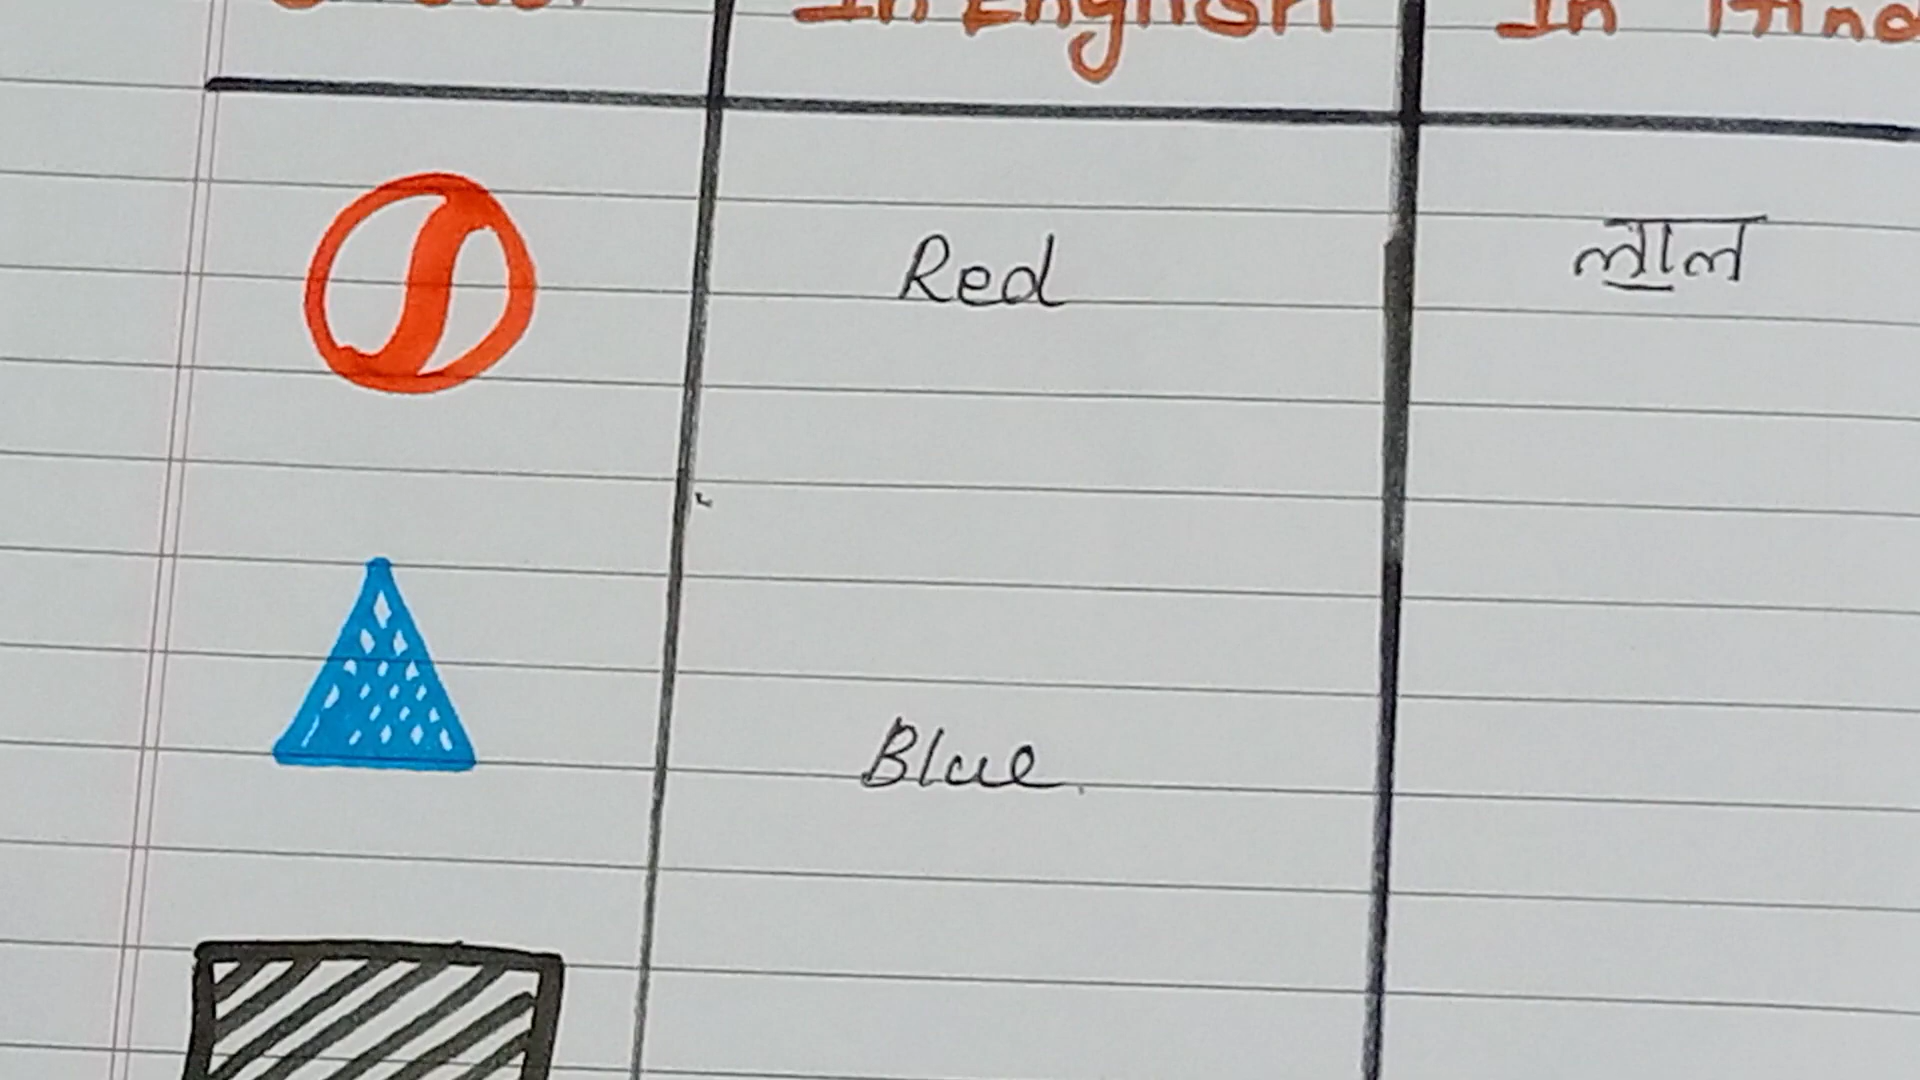 In English
Red लाल
Blue